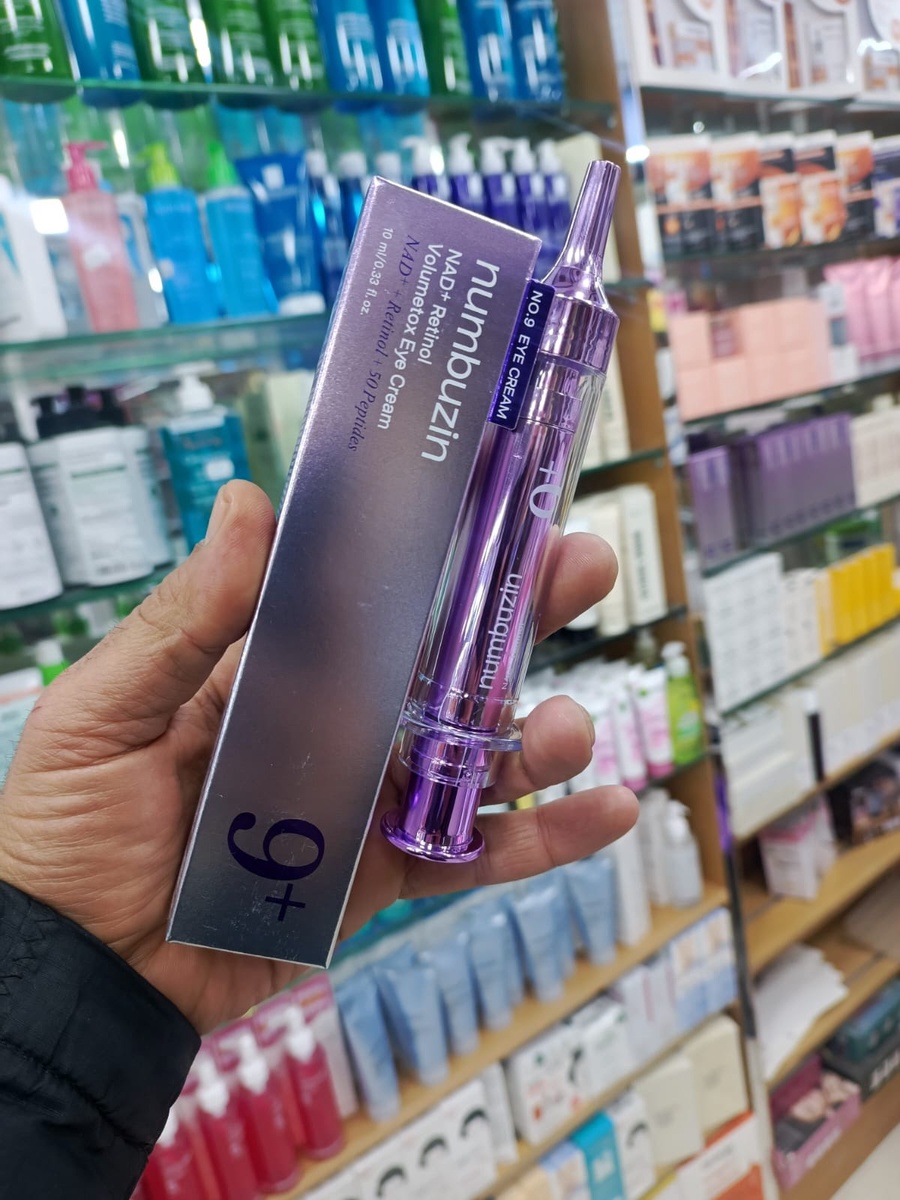 numbuzin
NAD+ Retinol
Volumetox Eye Cream
NAD+ + Retinol + 50 Peptides
10 ml/0.33 fl.oz.
9+
NO.9 EYE CREAM
numbuzin